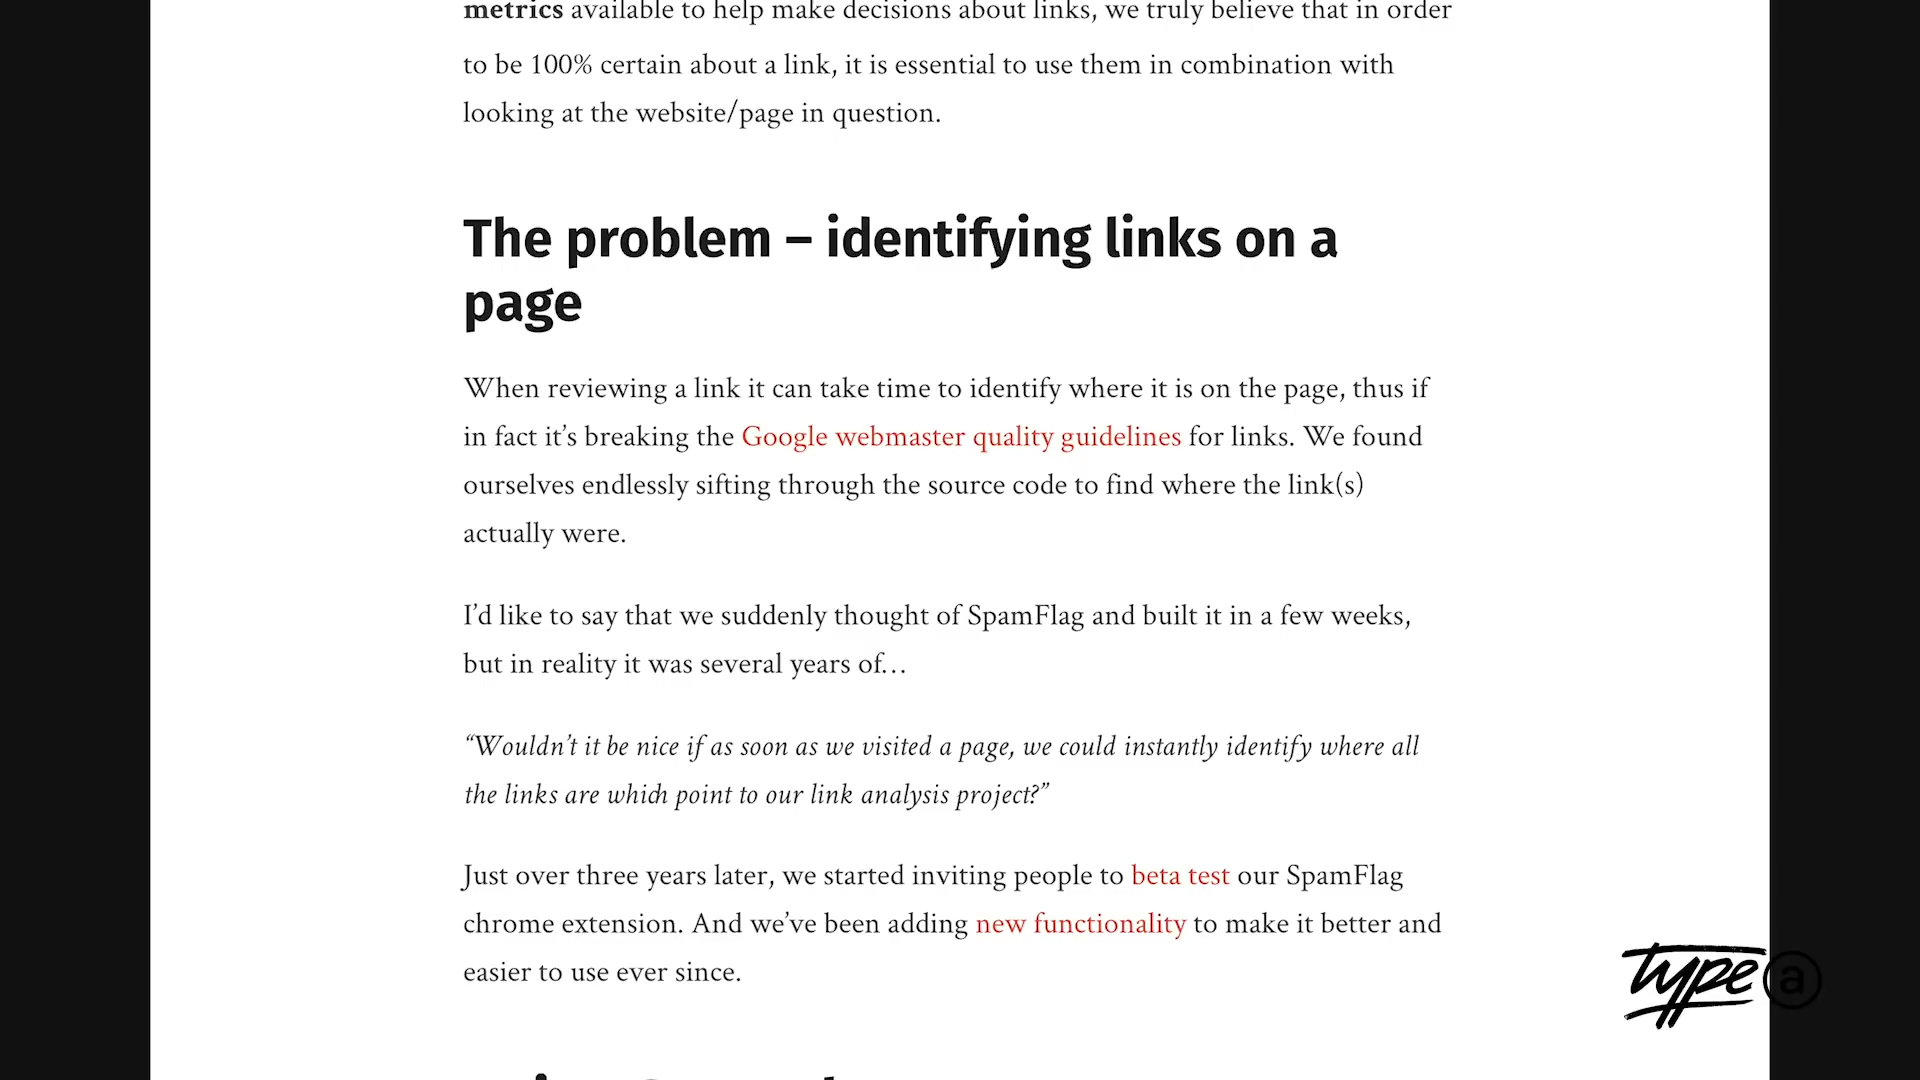 metrics available to help make decisions about links, we truly believe that in order
to be 100% certain about a link, it is essential to use them in combination with
looking at the website/page in question.
The problem – identifying links on a
page
When reviewing a link it can take time to identify where it is on the page, thus if
in fact it’s breaking the Google webmaster quality guidelines for links. We found
ourselves endlessly sifting through the source code to find where the link(s)
actually were.
I’d like to say that we suddenly thought of SpamFlag and built it in a few weeks,
but in reality it was several years of…
“Wouldn’t it be nice if as soon as we visited a page, we could instantly identify where all
the links are which point to our link analysis project?”
Just over three years later, we started inviting people to beta test our SpamFlag
chrome extension. And we’ve been adding new functionality to make it better and
easier to use ever since.
type a